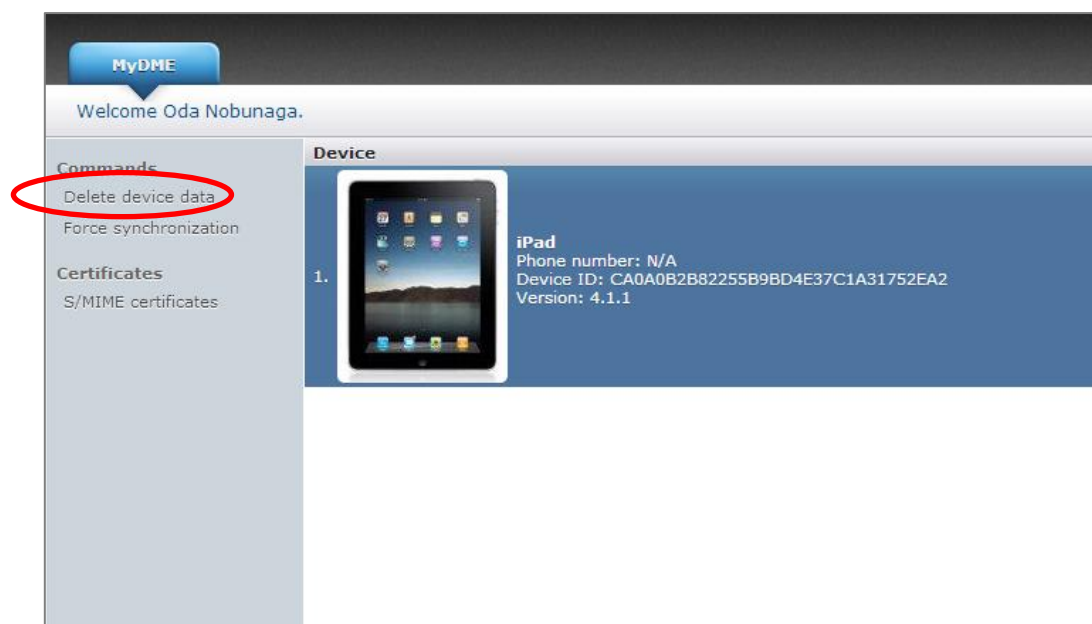 MyDME
Welcome Oda Nobunaga.
Commands
Delete device data
Force synchronization
Certificates
S/MIME certificates
Device
1.
iPad
Phone number: N/A
Device ID: CA0A0B2B82255B9BD4E37C1A31752EA2
Version: 4.1.1